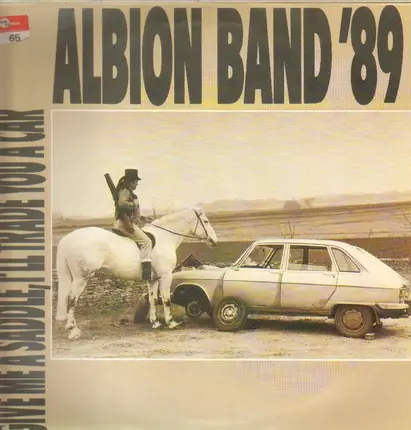 ALBION BAND '89
GIVE ME A SADDLE, I'LL TRADE YOU A CAR
65.